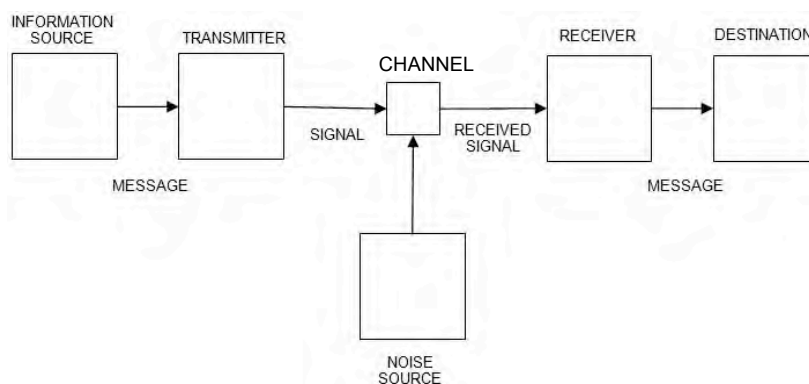 INFORMATION
SOURCE
TRANSMITTER
CHANNEL
RECEIVER
DESTINATION
SIGNAL
RECEIVED
SIGNAL
MESSAGE
MESSAGE
NOISE
SOURCE